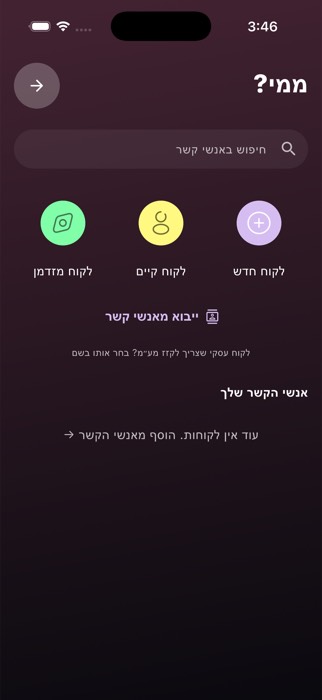 3:46
ממי?
חיפוש באנשי קשר
לקוח חדש
לקוח קיים
לקוח מזדמן
ייבוא מאנשי קשר
לקוח עסקי שצריך לקזז מע״מ? בחר אותו בשם
אנשי הקשר שלך
עוד אין לקוחות. הוסף מאנשי הקשר →